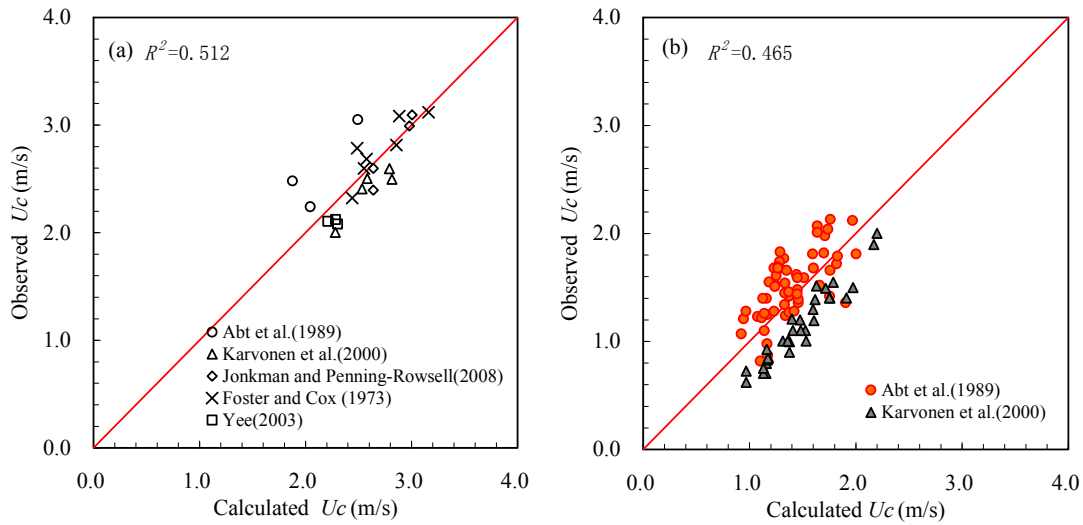 (a) R²=0.512
4.0
3.0
2.0
1.0
0.0
Observed Uc (m/s)
Abt et al.(1989)
Karvonen et al.(2000)
Jonkman and Penning-Rowsell(2008)
Foster and Cox (1973)
Yee(2003)
0.0 1.0 2.0 3.0 4.0
Calculated Uc (m/s)
(b) R²=0.465
4.0
3.0
2.0
1.0
0.0
Observed Uc (m/s)
Abt et al.(1989)
Karvonen et al.(2000)
0.0 1.0 2.0 3.0 4.0
Calculated Uc (m/s)